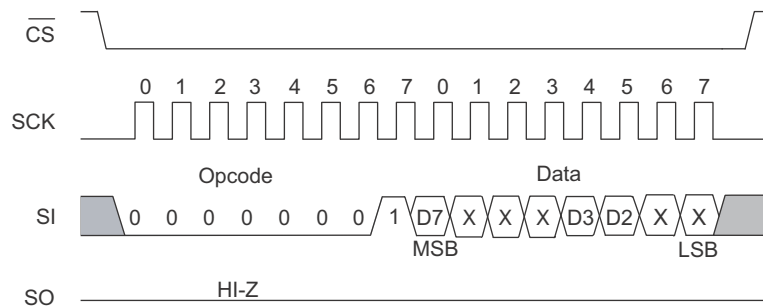 CS
0 1 2 3 4 5 6 7 0 1 2 3 4 5 6 7
SCK
Opcode Data
SI 0 0 0 0 0 0 0 1 D7 X X X D3 D2 X X
MSB LSB
HI-Z
SO